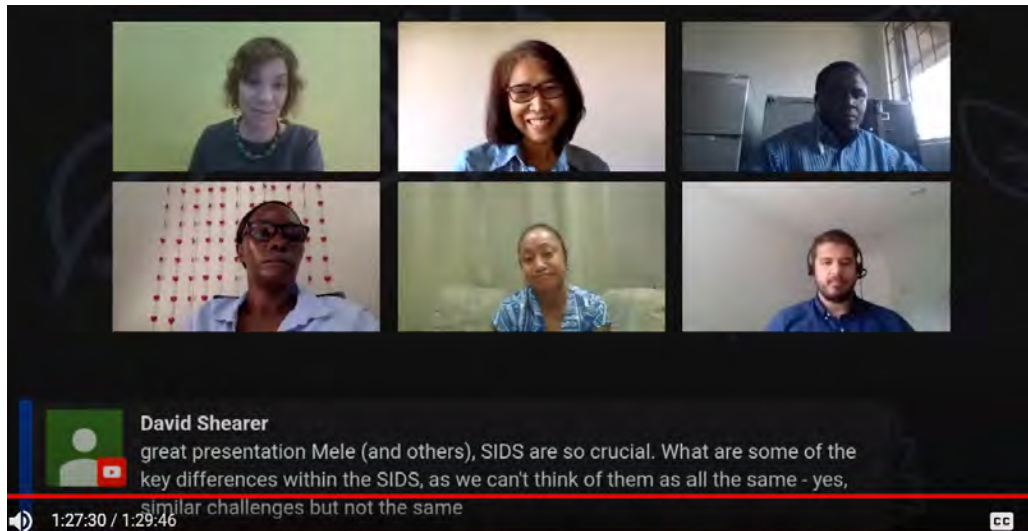 David Shearer
great presentation Mele (and others), SIDS are so crucial. What are some of the
key differences within the SIDS, as we can't think of them as all the same - yes,
similar challenges but not the same
1:27:30 / 1:29:46
CC